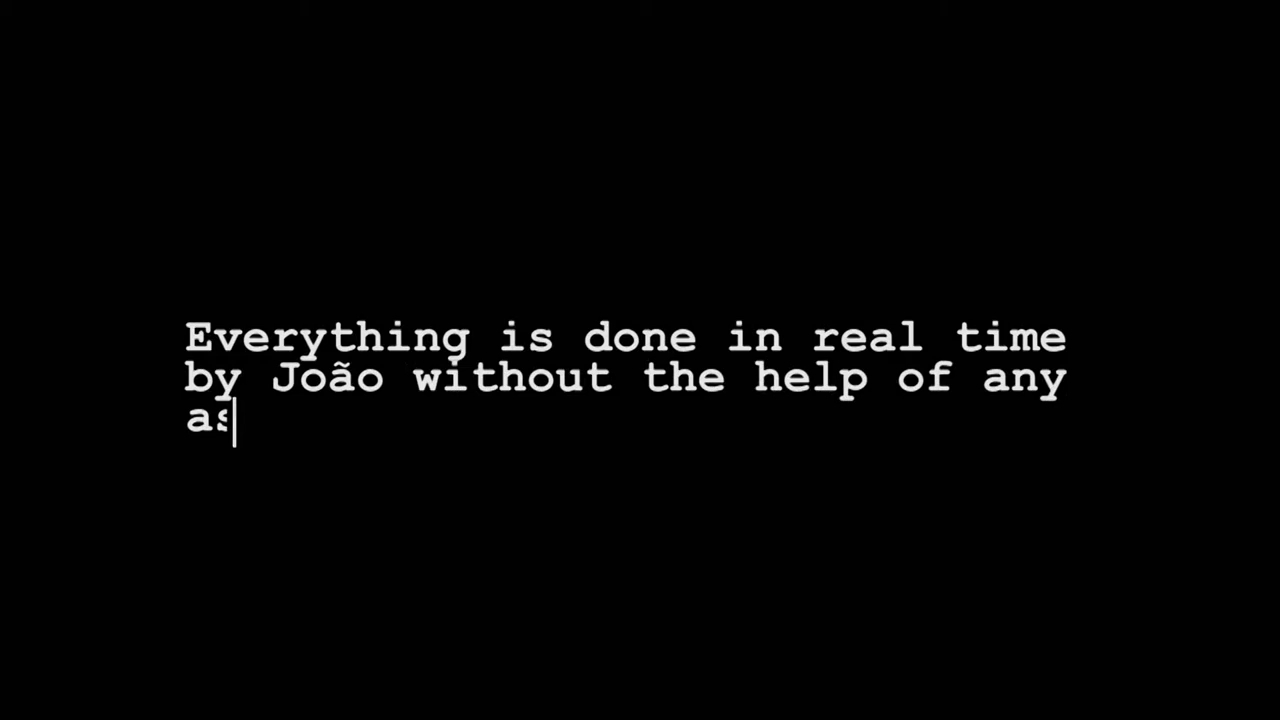 Everything is done in real time
by João without the help of any
as